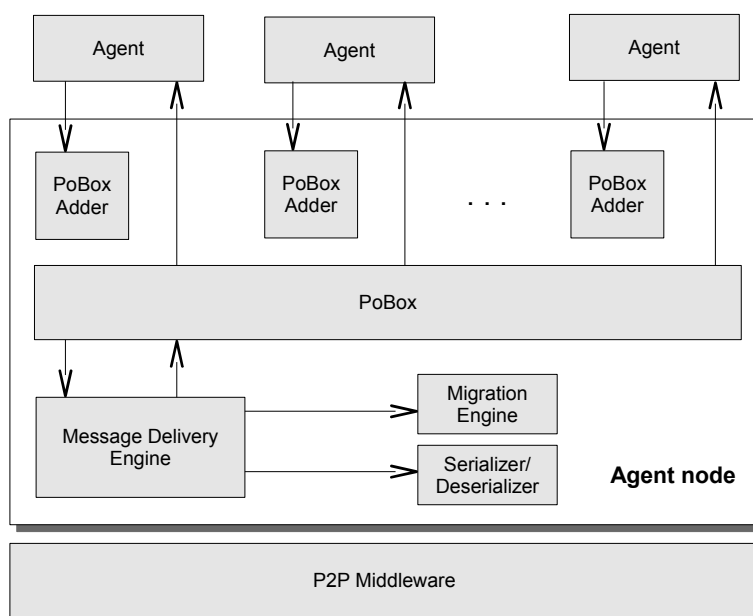 Agent
Agent
Agent
PoBox
Adder
PoBox
Adder
. . .
PoBox
Adder
PoBox
Message Delivery
Engine
Migration
Engine
Serializer/
Deserializer
Agent node
P2P Middleware